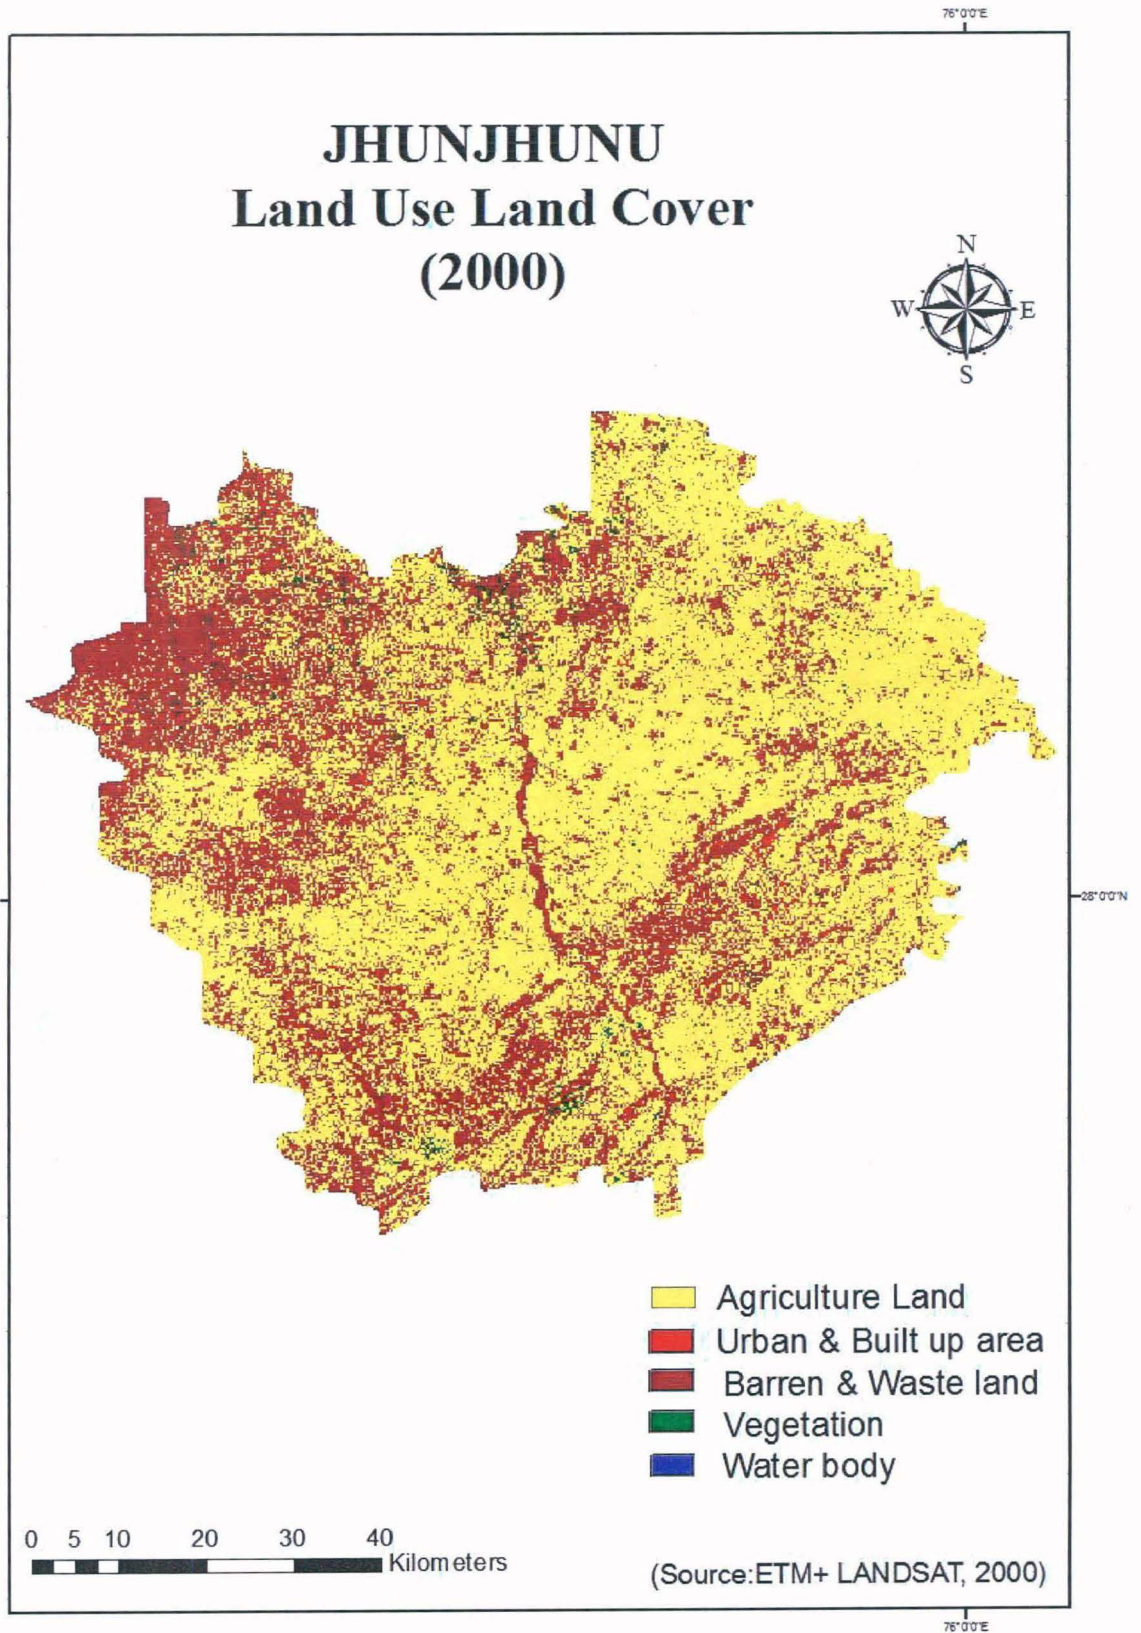 76°0'0"E
JHUNJHUNU
Land Use Land Cover
(2000)
N
W E
S
28°0'0"N
Agriculture Land
Urban & Built up area
Barren & Waste land
Vegetation
Water body
0 5 10 20 30 40
Kilometers
(Source:ETM+ LANDSAT, 2000)
76°0'0"E